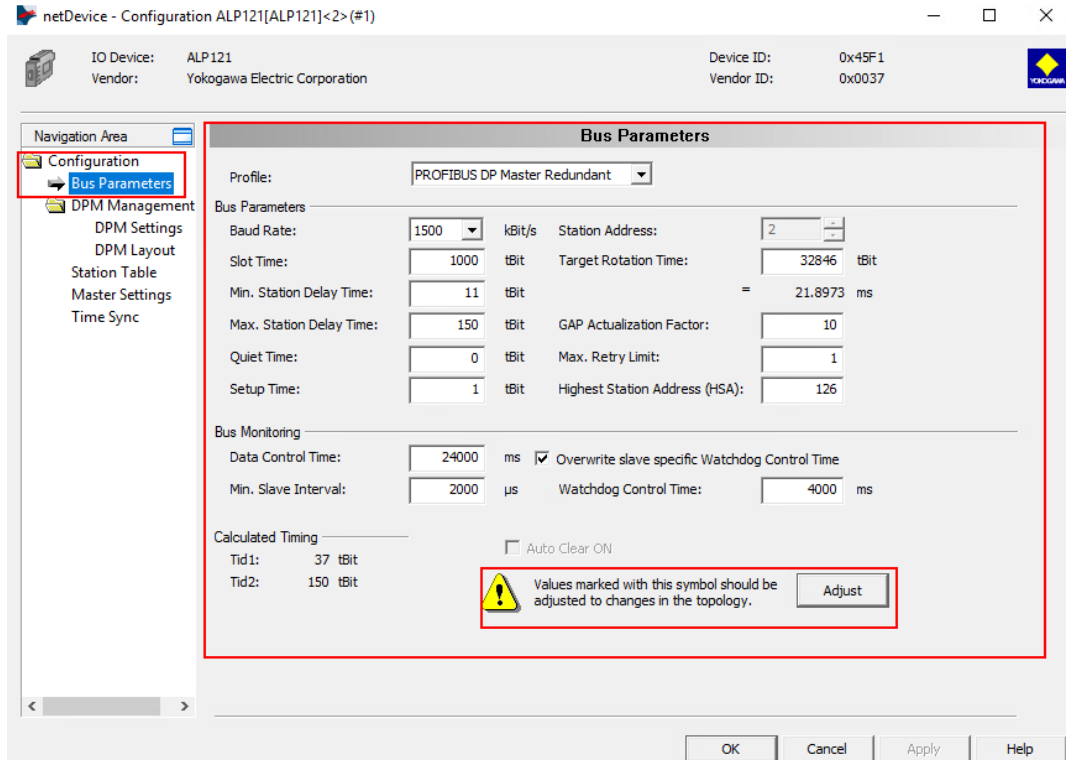 netDevice - Configuration ALP121[ALP121]<2>(#1)
IO Device: ALP121 Device ID: 0x45F1
Vendor: Yokogawa Electric Corporation Vendor ID: 0x0037
YOKOGAWA
Navigation Area
Configuration
Bus Parameters
DPM Management
DPM Settings
DPM Layout
Station Table
Master Settings
Time Sync
Bus Parameters
Profile: PROFIBUS DP Master Redundant
Bus Parameters
Baud Rate: 1500 kBit/s Station Address: 2
Slot Time: 1000 tBit Target Rotation Time: 32846 tBit
Min. Station Delay Time: 11 tBit = 21.8973 ms
Max. Station Delay Time: 150 tBit GAP Actualization Factor: 10
Quiet Time: 0 tBit Max. Retry Limit: 1
Setup Time: 1 tBit Highest Station Address (HSA): 126
Bus Monitoring
Data Control Time: 24000 ms Overwrite slave specific Watchdog Control Time
Min. Slave Interval: 2000 µs Watchdog Control Time: 4000 ms
Calculated Timing
Auto Clear ON
Tid1: 37 tBit
Tid2: 150 tBit
Values marked with this symbol should be
adjusted to changes in the topology.
Adjust
OK Cancel Apply Help